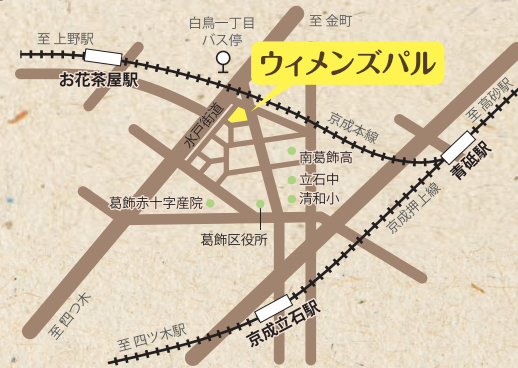 白鳥一丁目
バス停
至 金町
至 上野駅
お花茶屋駅
ウィメンズパル
水戸街道
京成本線
至 高砂駅
青砥駅
南葛飾高
立石中
清和小
葛飾赤十字産院
葛飾区役所
京成押上線
至 四つ木
至 四ツ木駅
京成立石駅